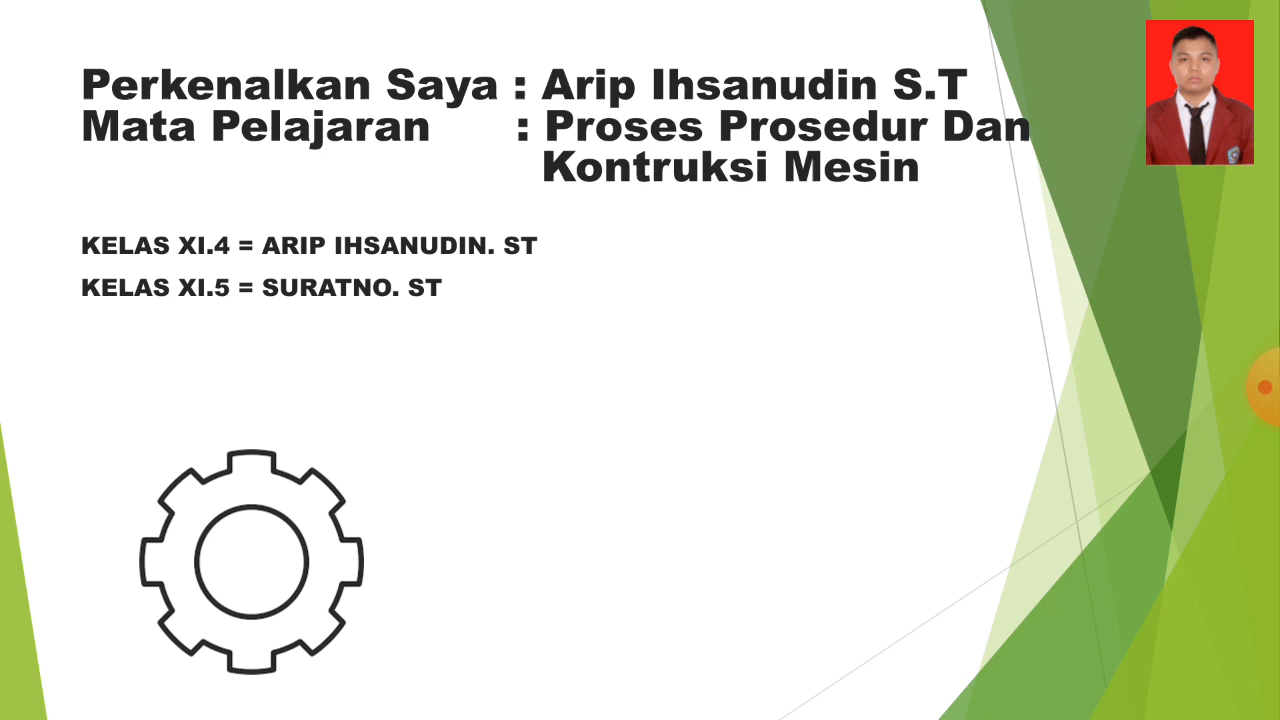 Perkenalkan Saya : Arip Ihsanudin S.T
Mata Pelajaran : Proses Prosedur Dan
Kontruksi Mesin
KELAS XI.4 = ARIP IHSANUDIN. ST
KELAS XI.5 = SURATNO. ST